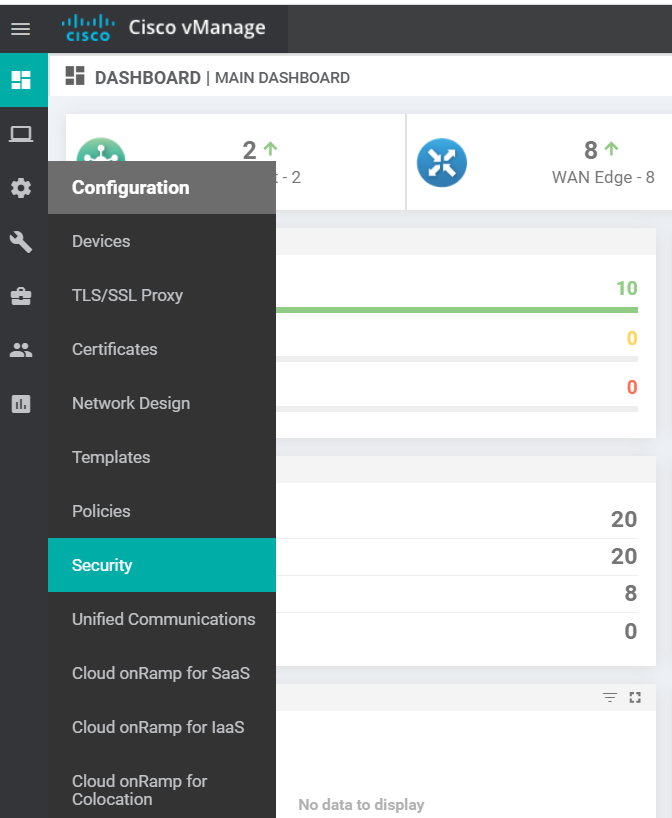 cisco Cisco vManage
DASHBOARD | MAIN DASHBOARD
2
- 2
8
WAN Edge - 8
Configuration
Devices
TLS/SSL Proxy
Certificates
Network Design
Templates
Policies
Security
Unified Communications
Cloud onRamp for SaaS
Cloud onRamp for IaaS
Cloud onRamp for
Colocation
10
0
0
20
20
8
0
No data to display